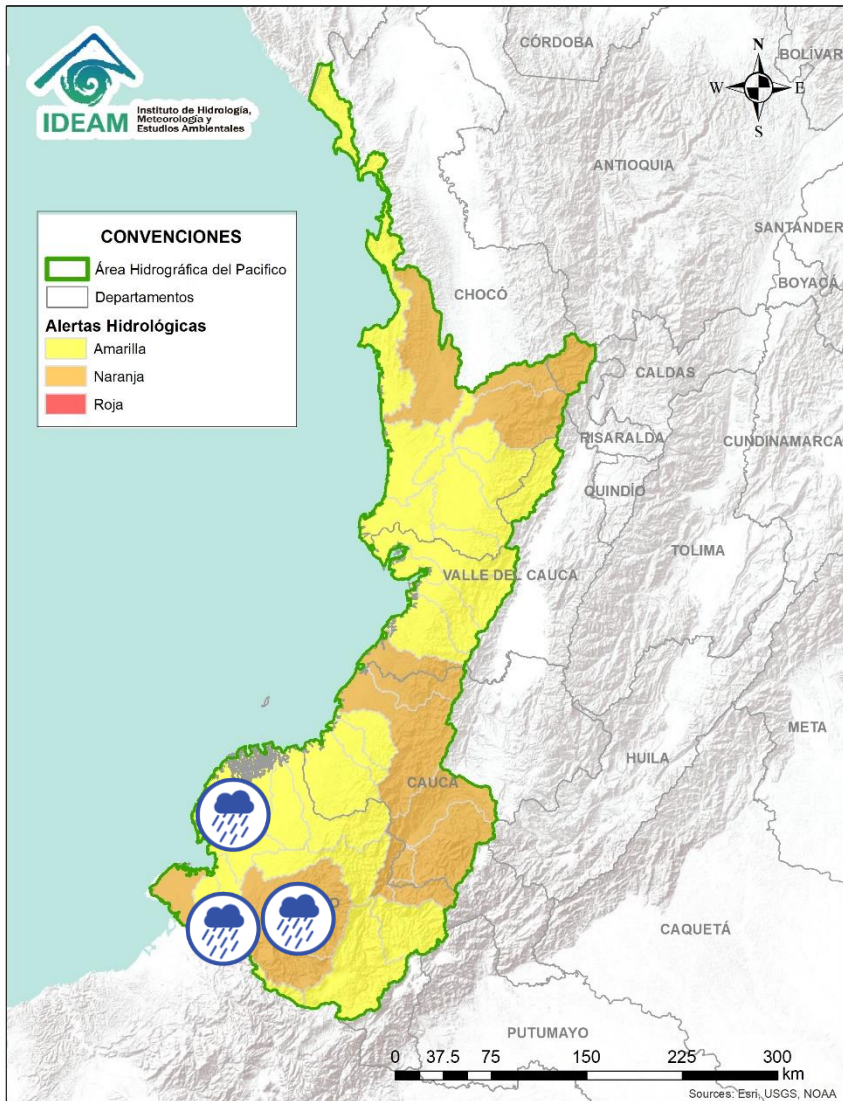 IDEAM
Instituto de Hidrología,
Meteorología y
Estudios Ambientales
CÓRDOBA
BOLÍVAR
N
W
E
S
ANTIOQUIA
SANTANDER
BOYACÁ
CONVENCIONES
Área Hidrográfica del Pacifico
Departamentos
Alertas Hidrológicas
Amarilla
Naranja
Roja
CHOCÓ
CALDAS
RISARALDA
CUNDINAMARCA
QUINDÍO
TOLIMA
VALLE DEL CAUCA
META
HUILA
CAUCA
O
CAQUETÁ
PUTUMAYO
0 37.5 75 150 225 300
km
Sources: Esri, USGS, NOAA